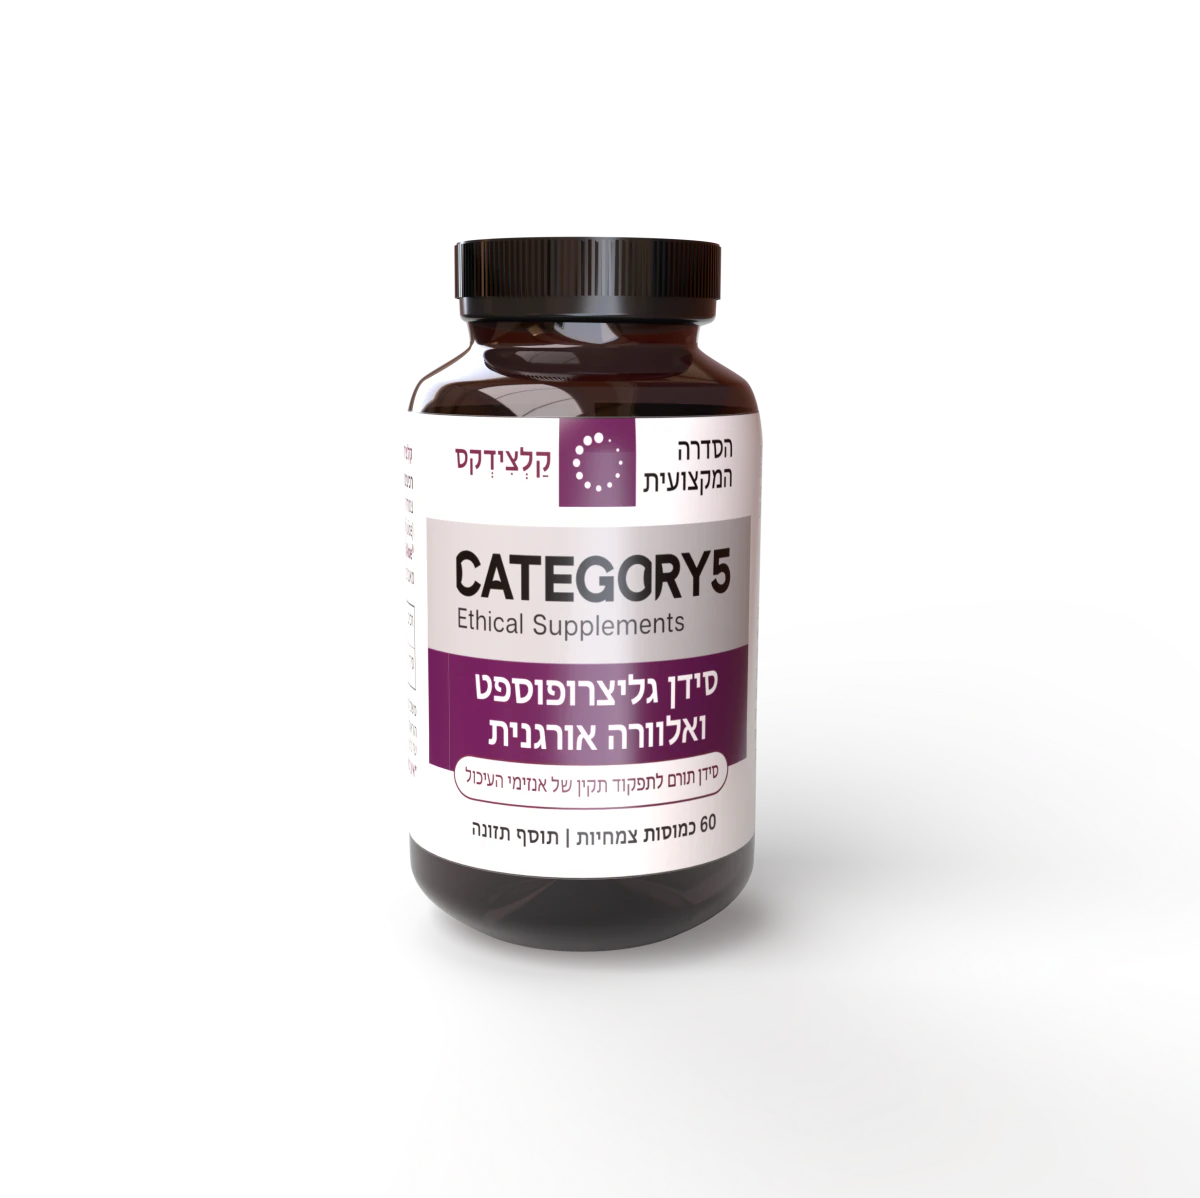 הסדרה
המקצועית
קַלְצִידְקס
CATEGORY5
Ethical Supplements
סידן גליצרופוספט
ואלוורה אורגנית
סידן תורם לתפקוד תקין של אנזימי העיכול
60 כמוסות צמחיות | תוסף תזונה